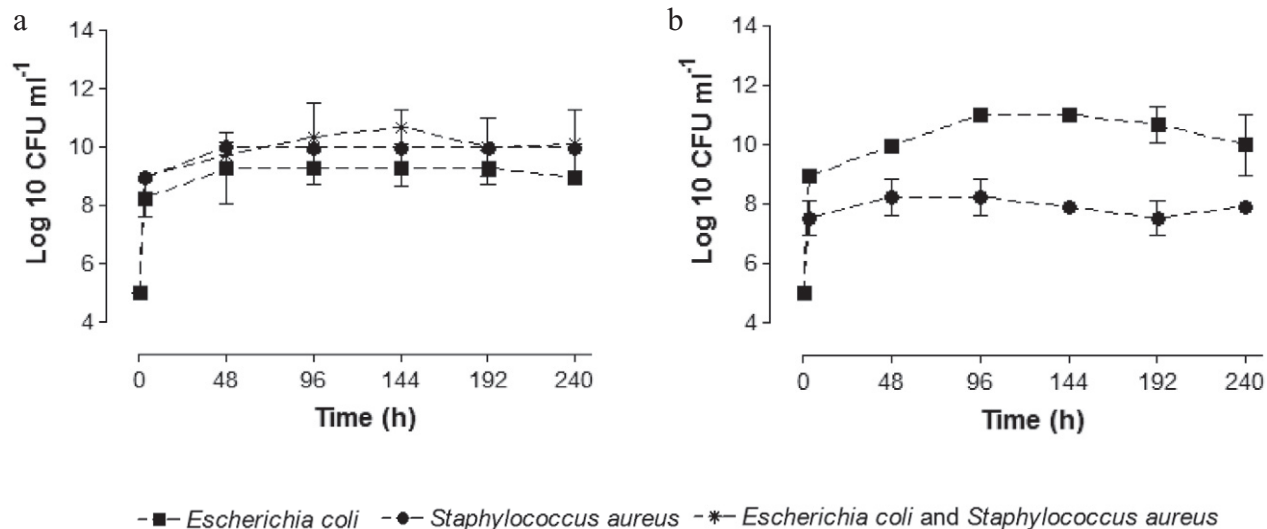 a
14
12
10
8
6
4
Log 10 CFU ml⁻¹
0 48 96 144 192 240
Time (h)
b
14
12
10
8
6
4
Log 10 CFU ml⁻¹
0 48 96 144 192 240
Time (h)
Escherichia coli Staphylococcus aureus Escherichia coli and Staphylococcus aureus